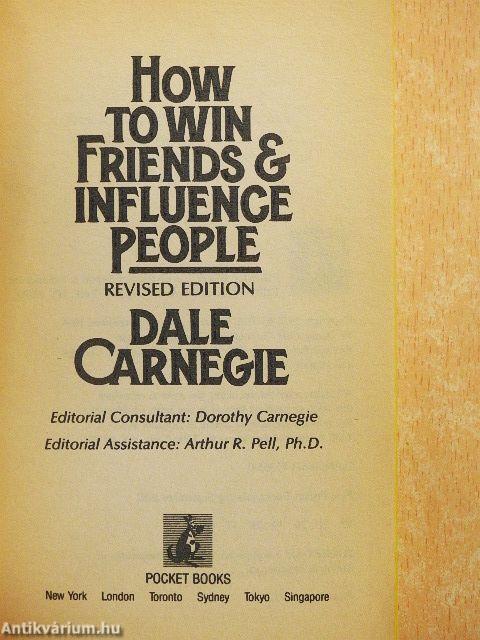 HOW
TO WIN
FRIENDS &
INFLUENCE
PEOPLE
REVISED EDITION
DALE
CARNEGIE
Editorial Consultant: Dorothy Carnegie
Editorial Assistance: Arthur R. Pell, Ph.D.
POCKET BOOKS
New York London Toronto Sydney Tokyo Singapore
Antikvárium.hu